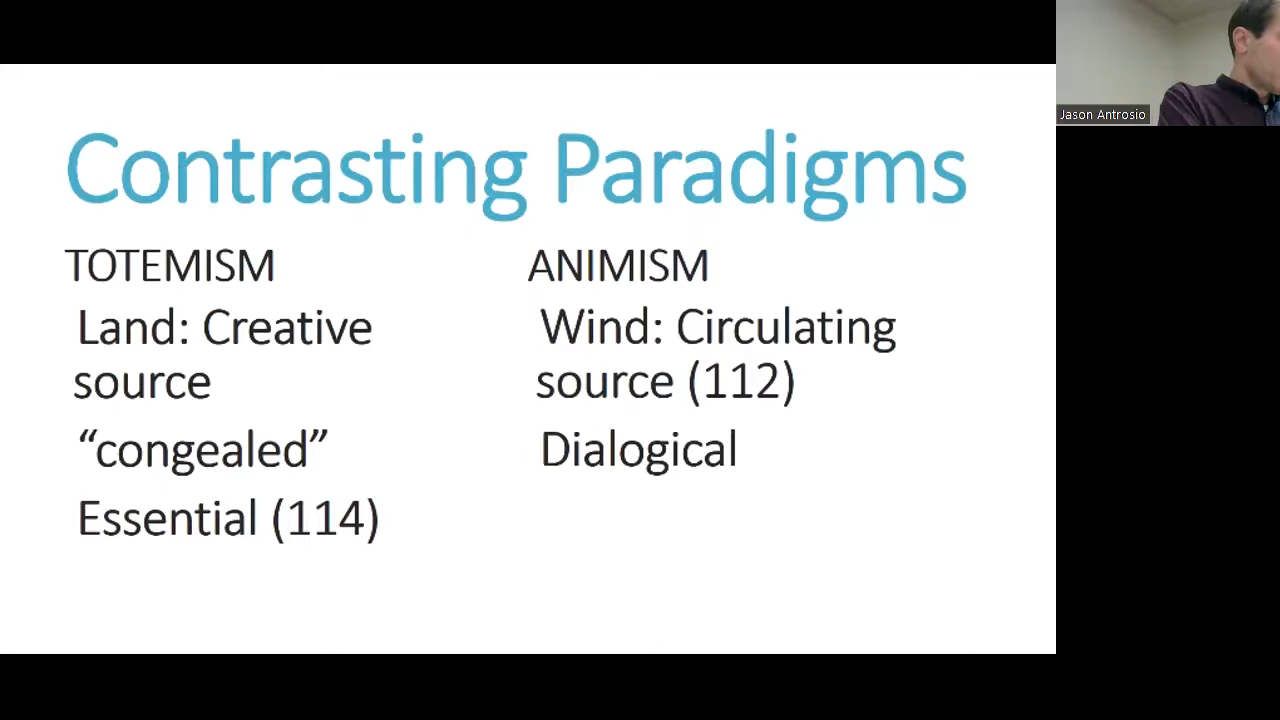 Contrasting Paradigms
TOTEMISM
Land: Creative
source
“congealed”
Essential (114)
ANIMISM
Wind: Circulating
source (112)
Dialogical
Jason Antrosio